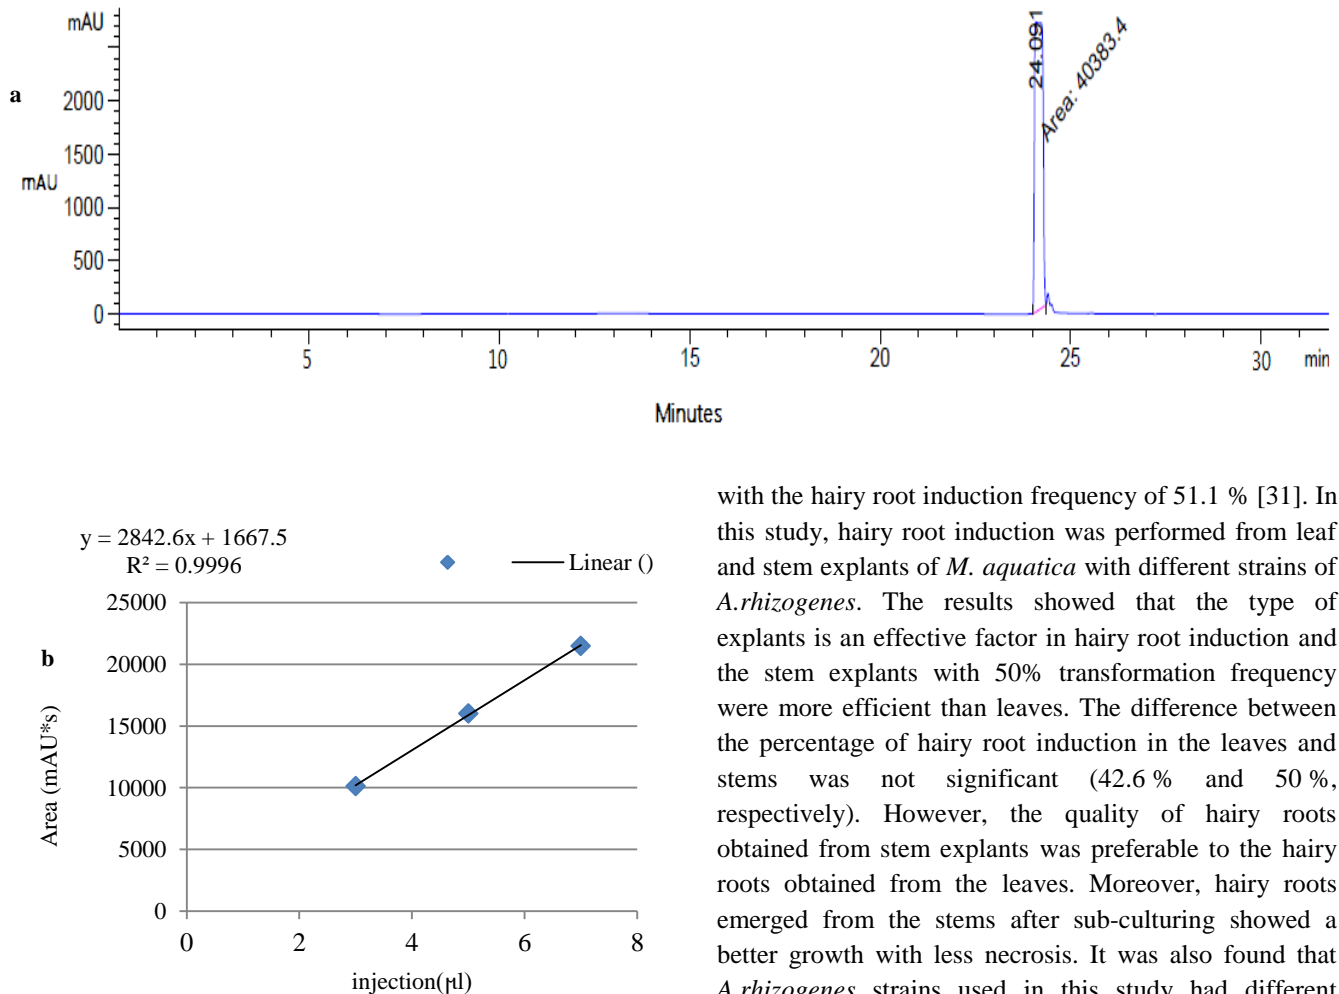 mAU
a
2000
1500
mAU
1000
500
0
24.091
Area: 40383.4
5 10 15 20 25 30 min
Minutes
y = 2842.6x + 1667.5
R² = 0.9996
Linear ()
b
Area (mAU*s)
25000
20000
15000
10000
5000
0
0 2 4 6 8
injection(µl)
with the hairy root induction frequency of 51.1 % [31]. In
this study, hairy root induction was performed from leaf
and stem explants of M. aquatica with different strains of
A.rhizogenes. The results showed that the type of
explants is an effective factor in hairy root induction and
the stem explants with 50% transformation frequency
were more efficient than leaves. The difference between
the percentage of hairy root induction in the leaves and
stems was not significant (42.6 % and 50 %,
respectively). However, the quality of hairy roots
obtained from stem explants was preferable to the hairy
roots obtained from the leaves. Moreover, hairy roots
emerged from the stems after sub-culturing showed a
better growth with less necrosis. It was also found that
A.rhizogenes strains used in this study had different